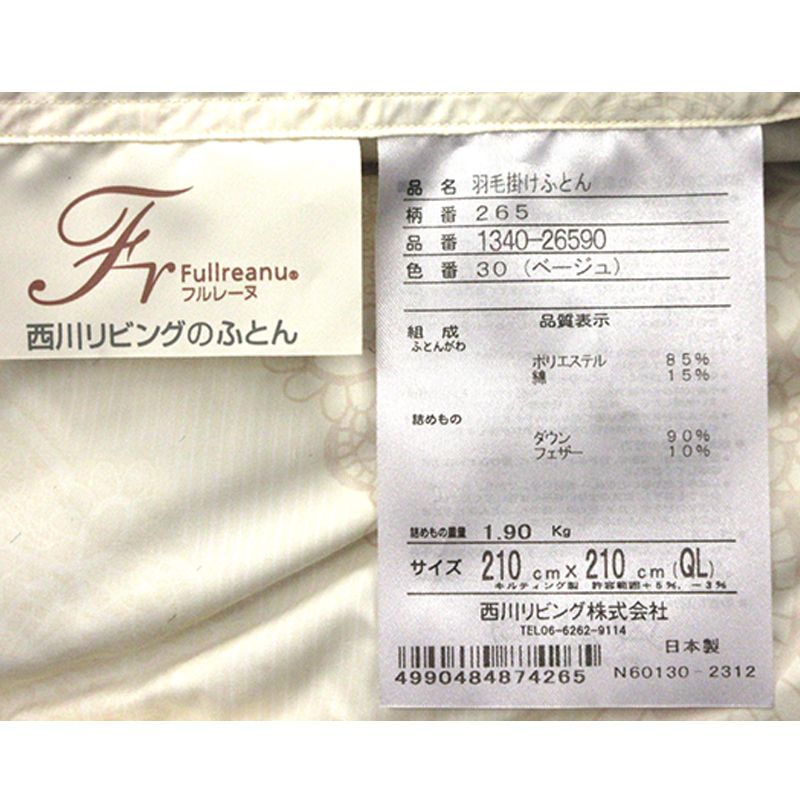 Fr
Fullreanu®
フルレーヌ
西川リビングのふとん
品 名 羽毛掛けふとん
柄 番 265
品 番 1340-26590
色 番 30 (ベージュ)
品質表示
組 成
ふとんがわ
ポリエステル 85%
綿 15%
詰めもの
ダウン 90%
フェザー 10%
詰めもの重量 1.90 Kg
サイズ 210 cm X 210 cm (QL)
キルティング製 許容範囲+5%, -3%
西川リビング株式会社
TEL06-6262-9114
日本製
4990484874265
N60130-2312